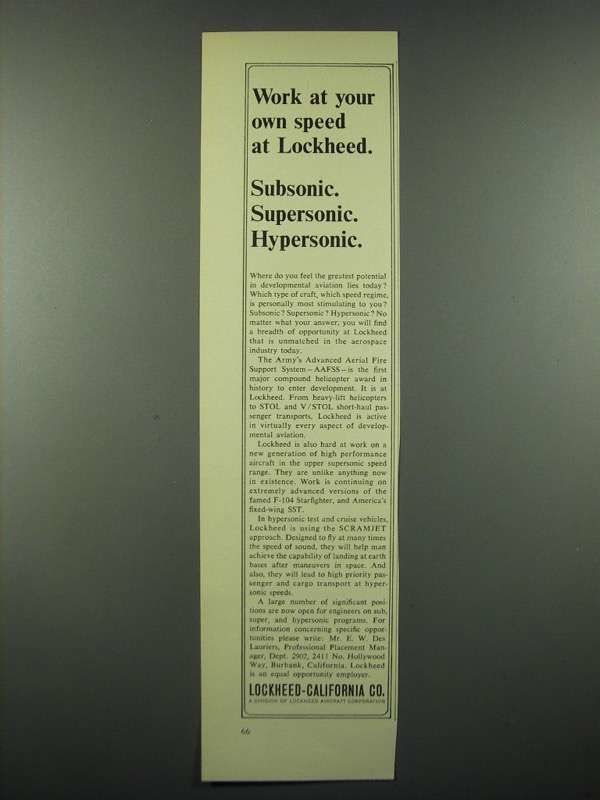 Work at your
own speed
at Lockheed.
Subsonic.
Supersonic.
Hypersonic.
Where do you feel the greatest potential
in developmental aviation lies today?
Which type of craft, which speed regime,
is personally most stimulating to you?
Subsonic? Supersonic? Hypersonic? No
matter what your answer, you will find
a breadth of opportunity at Lockheed
that is unmatched in the aerospace
industry today.
The Army's Advanced Aerial Fire
Support System—AAFSS—is the first
major compound helicopter award in
history to enter development. It is at
Lockheed. From heavy-lift helicopters
to STOL and V/STOL short-haul pas-
senger transports, Lockheed is active
in virtually every aspect of develop-
mental aviation.
Lockheed is also hard at work on a
new generation of high performance
aircraft in the upper supersonic speed
range. They are unlike anything now
in existence. Work is continuing on
extremely advanced versions of the
famed F-104 Starfighter, and America's
fixed-wing SST.
In hypersonic test and cruise vehicles,
Lockheed is using the SCRAMJET
approach. Designed to fly at many times
the speed of sound, they will help man
achieve the capability of landing at earth
bases after maneuvers in space. And
also, they will lead to high priority pas-
senger and cargo transport at hyper-
sonic speeds.
A large number of significant posi-
tions are now open for engineers on sub,
super, and hypersonic programs. For
information concerning specific oppor-
tunities please write: Mr. E. W. Des
Lauriers, Professional Placement Man-
ager, Dept. 2902, 2411 No. Hollywood
Way, Burbank, California. Lockheed
is an equal opportunity employer.
LOCKHEED-CALIFORNIA CO.
A DIVISION OF LOCKHEED AIRCRAFT CORPORATION
66